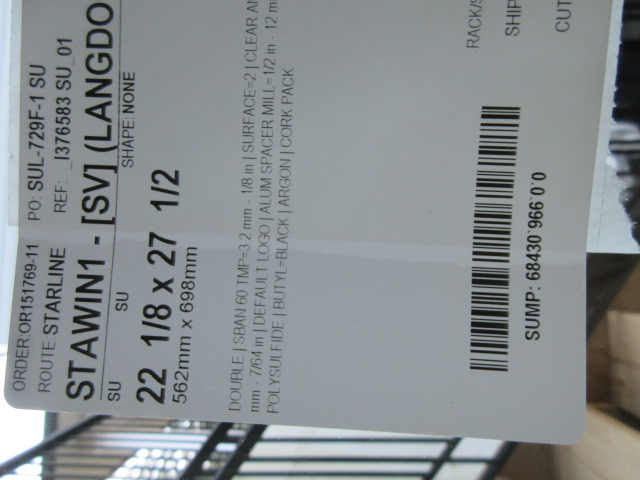 ORDER:OR151769-11 PO: SUL-729F-1 SU
ROUTE:STARLINE REF: _I376583 SU_01
STAWIN1 - [SV] (LANGDO
SU SU SHAPE: NONE
22 1/8 x 27 1/2
562mm x 698mm
DOUBLE | SBAN 60 TMP=3.2 mm - 1/8 in | SURFACE=2 | CLEAR
mm - 7/64 in | DEFAULT LOGO | ALUM SPACER MILL=1/2 in - 12 m
POLYSULFIDE | BUTYL=BLACK | ARGON | CORK PACK
RACK/S
SHIP
CUT
SUMP: 68430`966`0`0